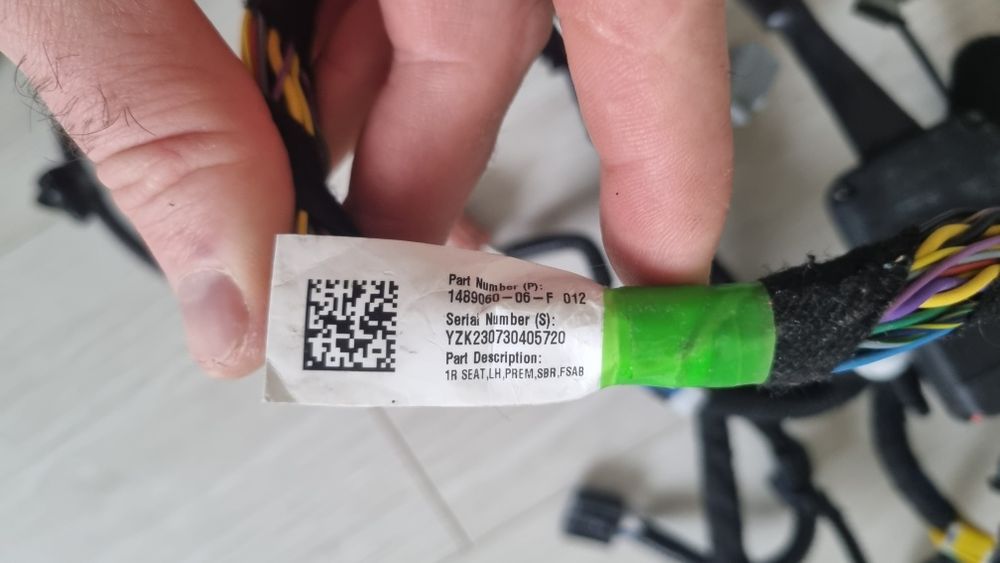 Part Number (P):
1489060-06-F 012
Serial Number (S):
YZK230730405720
Part Description:
1R SEAT,LH,PREM,SBR,FSAB